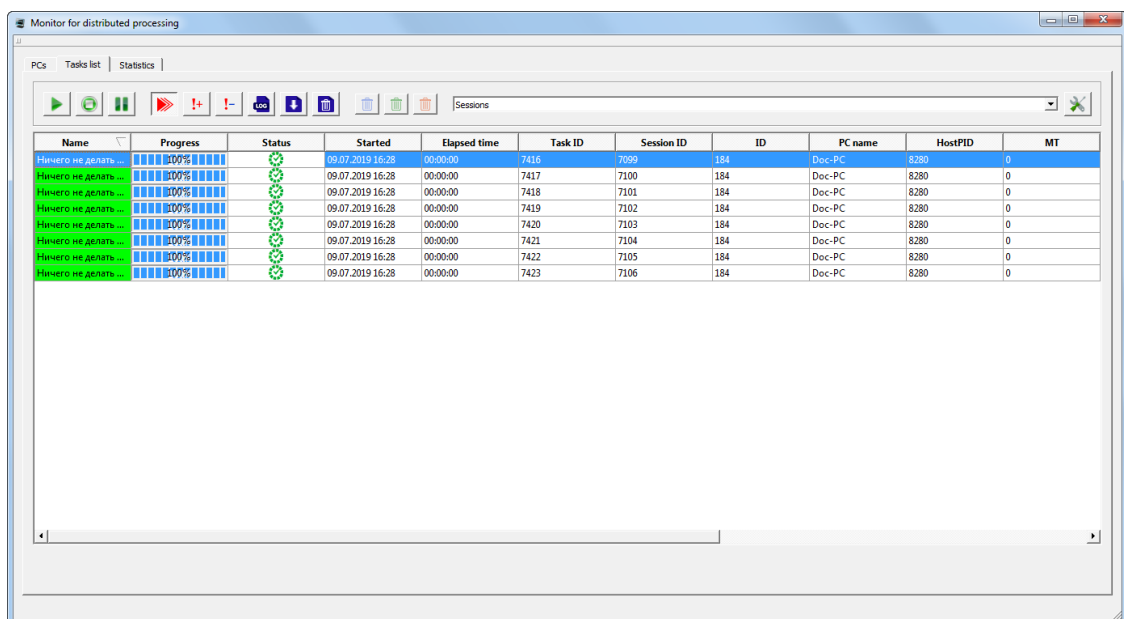 Monitor for distributed processing
PCs Tasks list Statistics
!+ !- LOG Sessions
Name Progress Status Started Elapsed time Task ID Session ID ID PC name HostPID MT
Ничего не делать ... 100% 09.07.2019 16:28 00:00:00 7416 7099 184 Doc-PC 8280 0
Ничего не делать ... 100% 09.07.2019 16:28 00:00:00 7417 7100 184 Doc-PC 8280 0
Ничего не делать ... 100% 09.07.2019 16:28 00:00:00 7418 7101 184 Doc-PC 8280 0
Ничего не делать ... 100% 09.07.2019 16:28 00:00:00 7419 7102 184 Doc-PC 8280 0
Ничего не делать ... 100% 09.07.2019 16:28 00:00:00 7420 7103 184 Doc-PC 8280 0
Ничего не делать ... 100% 09.07.2019 16:28 00:00:00 7421 7104 184 Doc-PC 8280 0
Ничего не делать ... 100% 09.07.2019 16:28 00:00:00 7422 7105 184 Doc-PC 8280 0
Ничего не делать ... 100% 09.07.2019 16:28 00:00:00 7423 7106 184 Doc-PC 8280 0